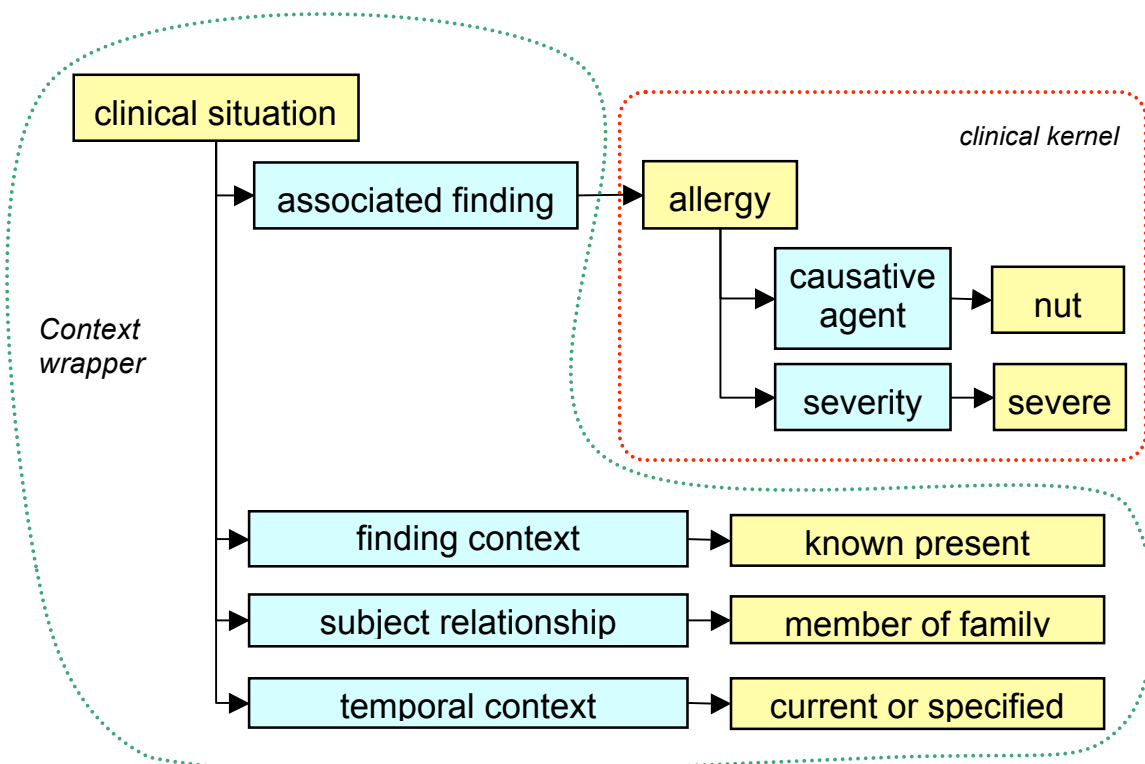 clinical situation
clinical kernel
associated finding
allergy
causative
agent
nut
Context
wrapper
severity
severe
finding context
known present
subject relationship
member of family
temporal context
current or specified